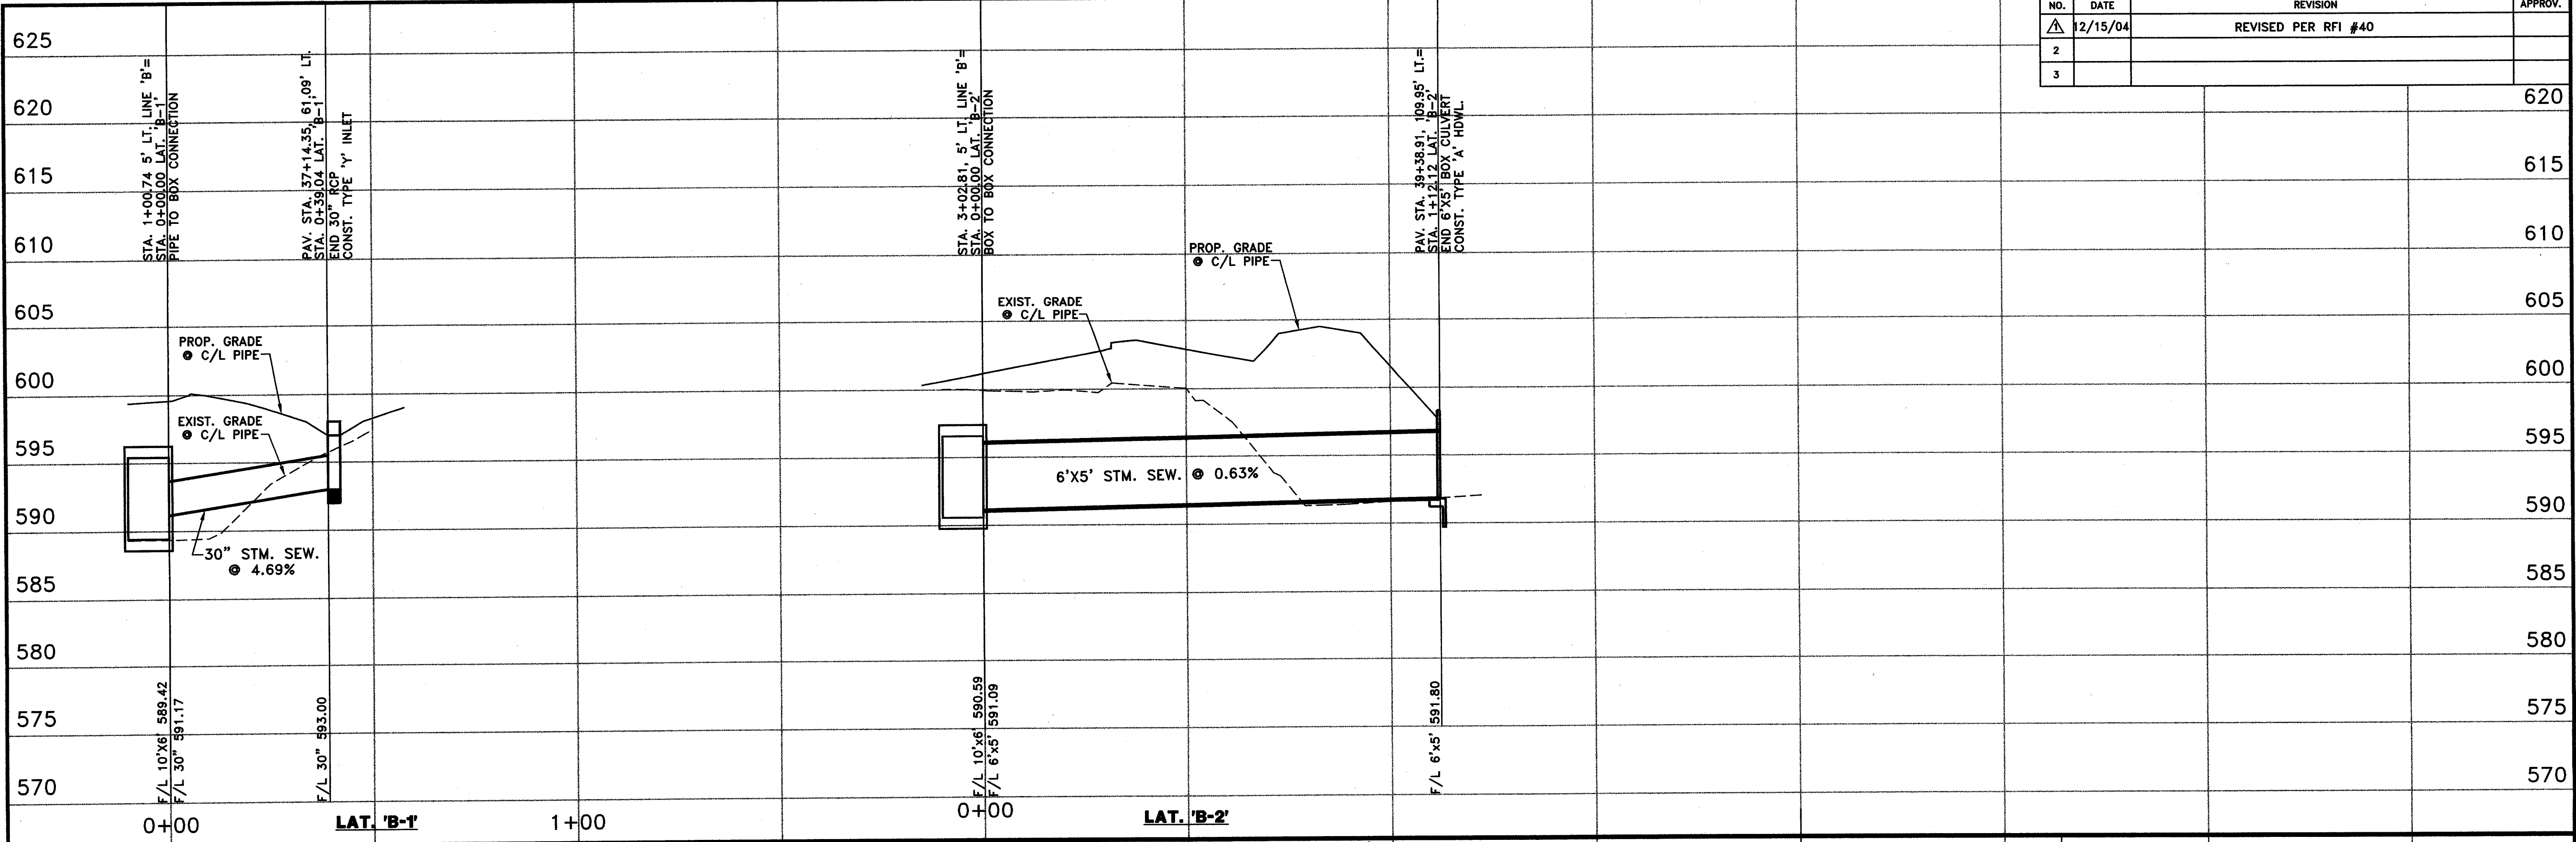 NO. DATE REVISION APPROV.
1 12/15/04 REVISED PER RFI #40
2
3
625
620
615
610
605
600
595
590
585
580
575
570
STA. 1+00.74 5' LT. LINE 'B'=
STA. 0+00.00 LAT. 'B-1'
PIPE TO BOX CONNECTION
PAV. STA. 37+14.35, 61.09' LT.
STA. 0+39.04 LAT. 'B-1'
END 30" RCP
CONST. TYPE 'Y' INLET
PROP. GRADE
@ C/L PIPE
EXIST. GRADE
@ C/L PIPE
30" STM. SEW.
@ 4.69%
F/L 10'X6' 589.42
F/L 30" 591.17
F/L 30" 593.00
0+00
LAT. 'B-1'
1+00
STA. 3+02.81, 5' LT. LINE 'B'=
STA. 0+00.00 LAT. 'B-2'
BOX TO BOX CONNECTION
PAV. STA. 39+38.91, 109.95' LT.=
STA. 1+12.12 LAT. 'B-2'
END 6'X5' BOX CULVERT
CONST. TYPE 'A' HDWL.
PROP. GRADE
@ C/L PIPE
EXIST. GRADE
@ C/L PIPE
6'X5' STM. SEW. @ 0.63%
F/L 10'x6' 590.59
F/L 6'x5' 591.09
F/L 6'x5' 591.80
0+00
LAT. 'B-2'
620
615
610
605
600
595
590
585
580
575
570